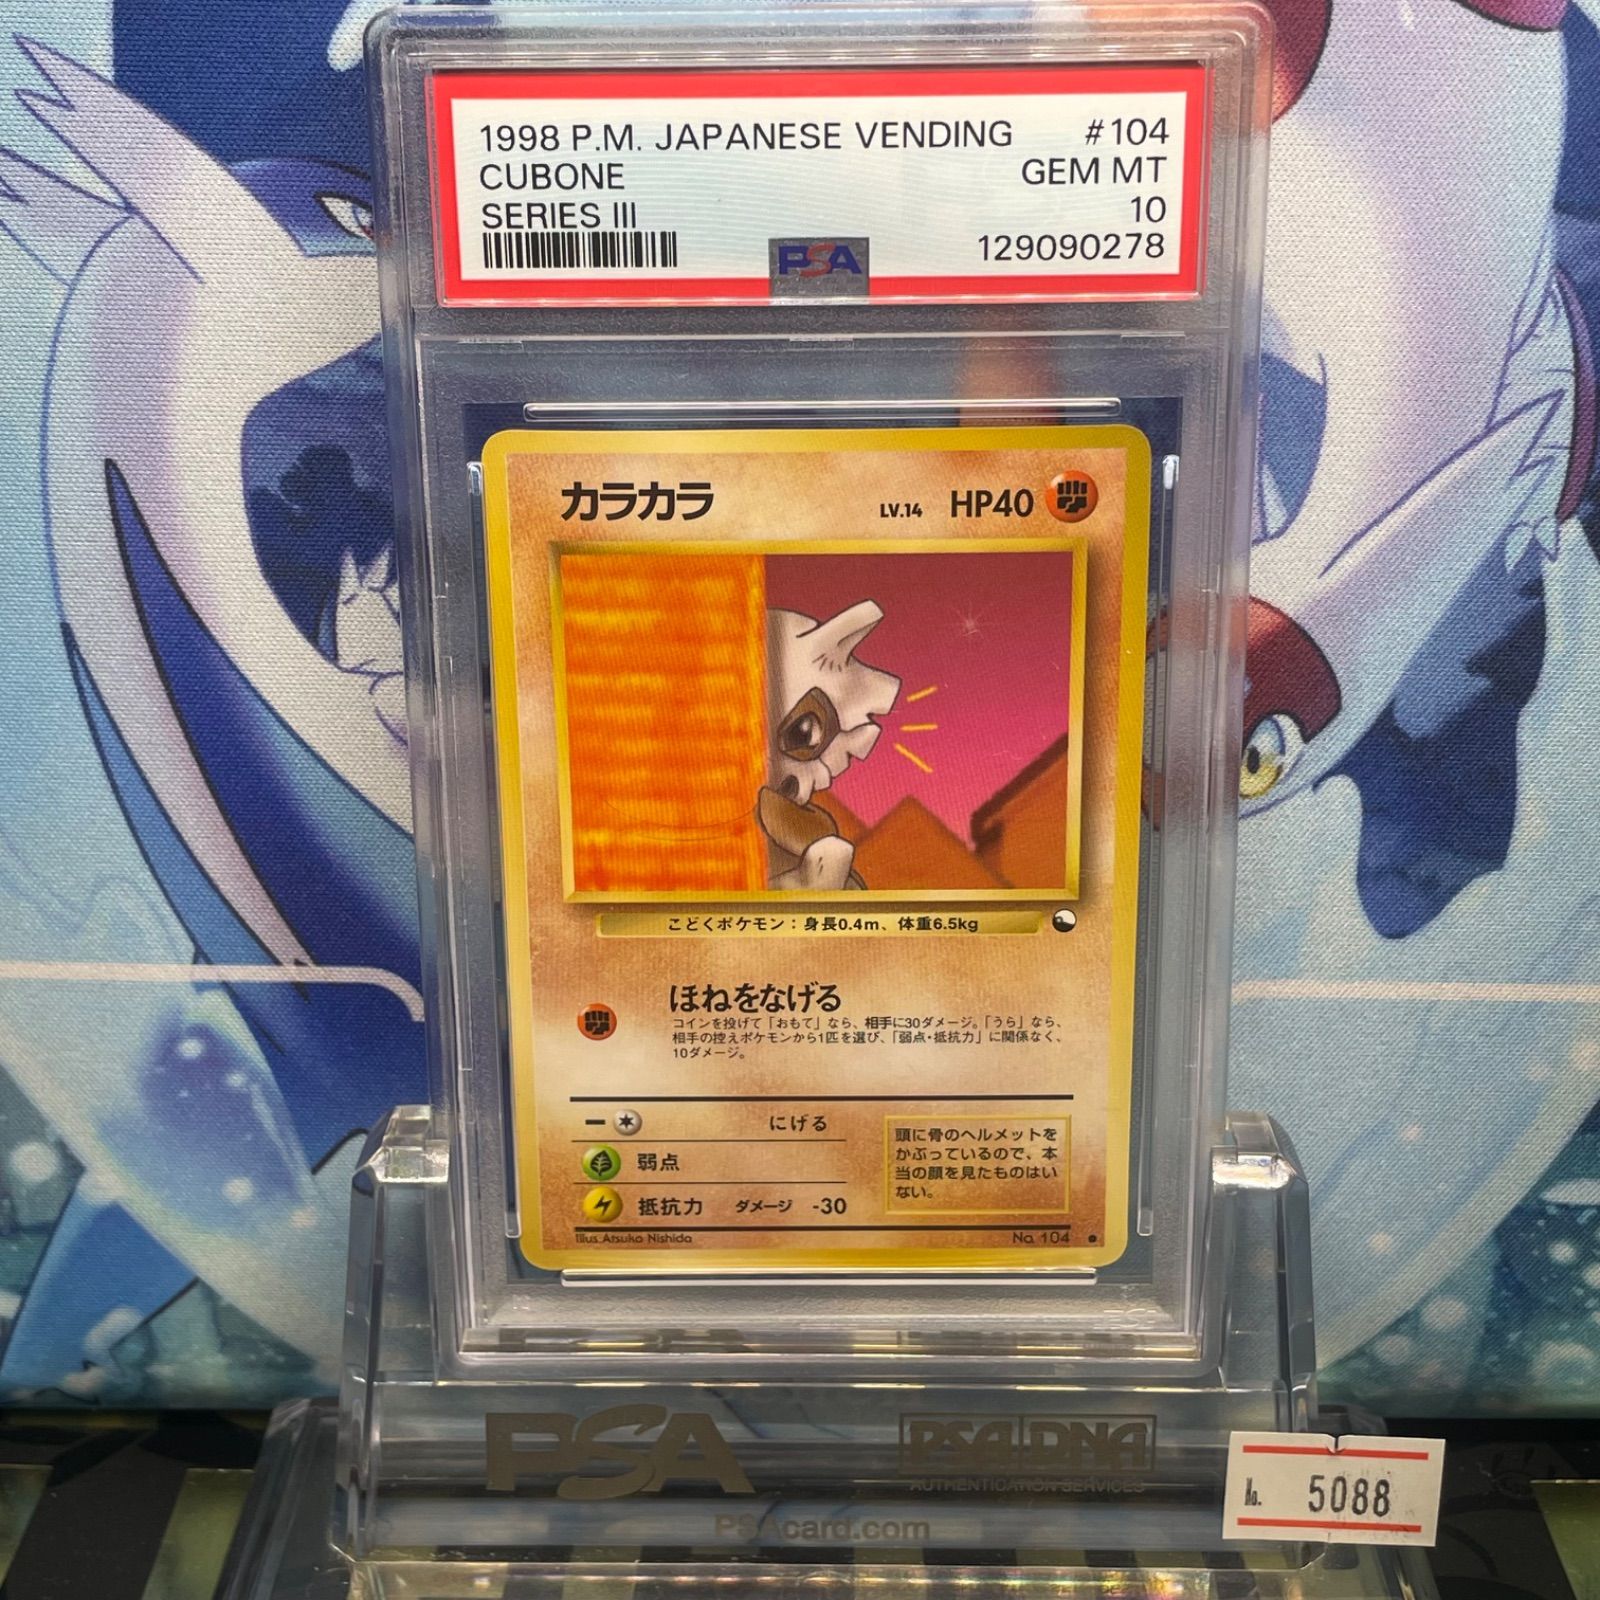 1998 P.M. JAPANESE VENDING #104
CUBONE GEM MT
SERIES III 10
129090278
PSA
カラカラ LV.14 HP40
こどくポケモン：身長0.4m、体重6.5kg
ほねをなげる
コインを投げて「おもて」なら、相手に30ダメージ。「うら」なら、
相手の控えポケモンから1匹を選び、「弱点・抵抗力」に関係なく、
10ダメージ。
にげる
弱点
抵抗力 ダメージ -30
頭に骨のヘルメットを
かぶっているので、本
当の顔を見たものはい
ない。
Illus. Atsuko Nishida No. 104 ●
PSA
PSA DNA
AUTHENTICATION SERVICES
PSAcard.com
No. 5088